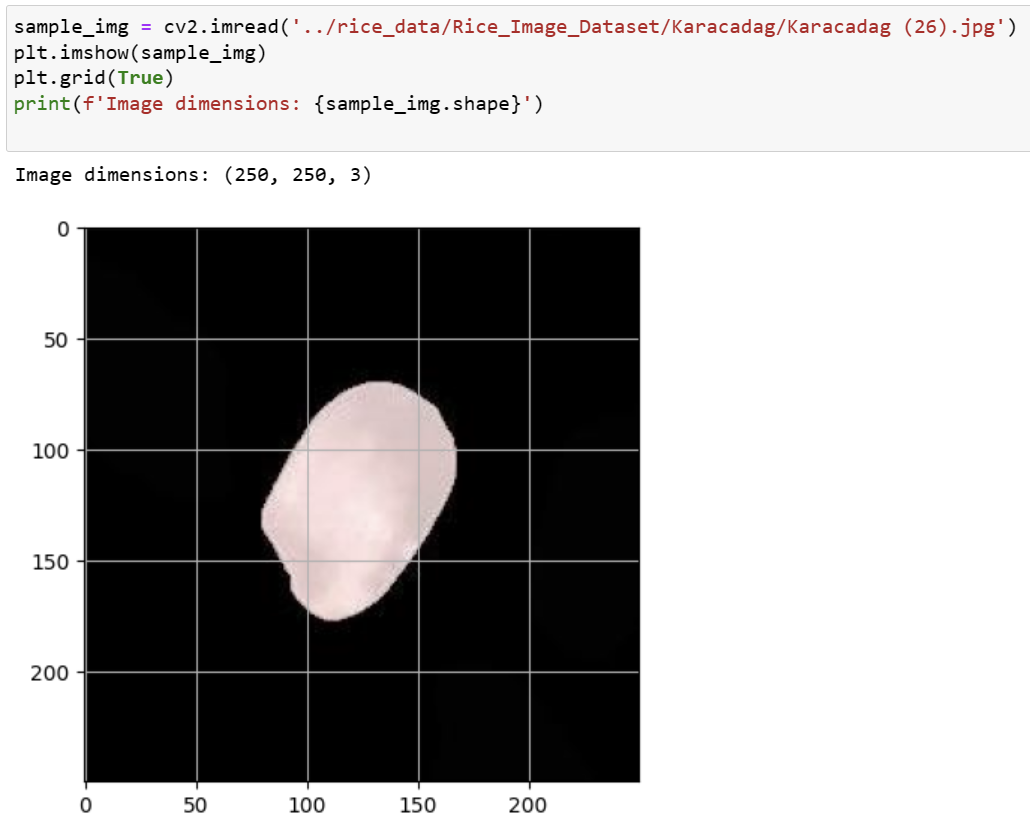 sample_img = cv2.imread('../rice_data/Rice_Image_Dataset/Karacadag/Karacadag (26).jpg')
plt.imshow(sample_img)
plt.grid(True)
print(f'Image dimensions: {sample_img.shape}')
Image dimensions: (250, 250, 3)
0
50
100
150
200
0 50 100 150 200